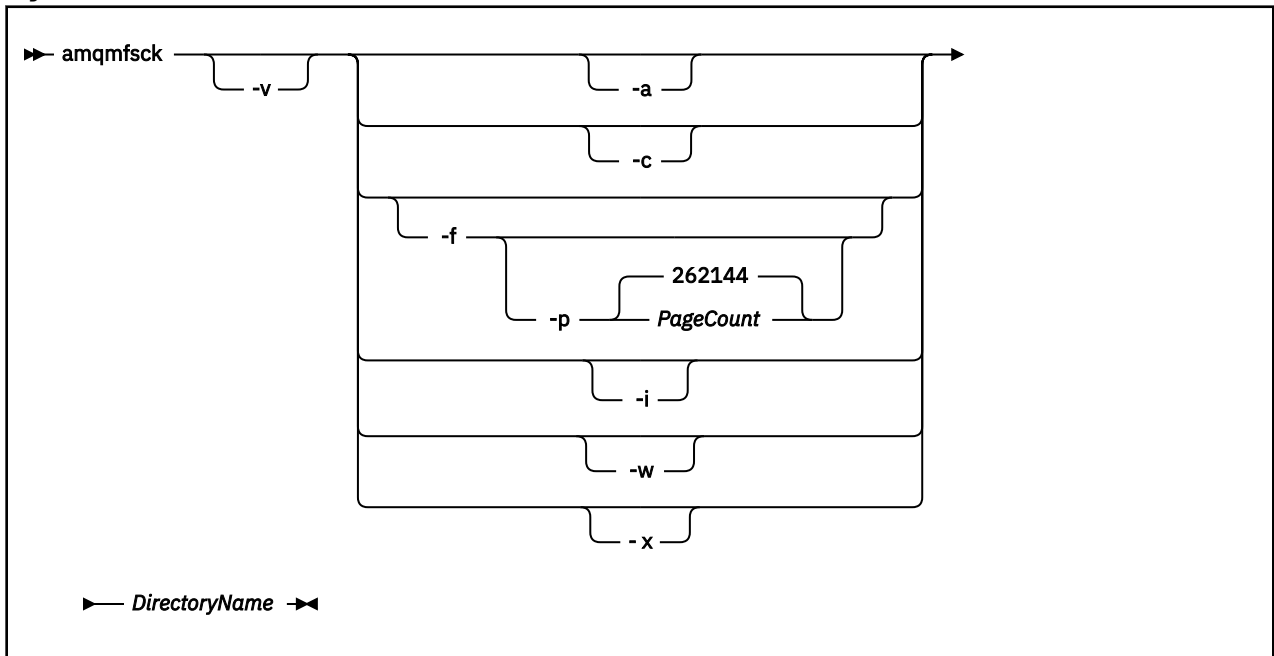 amqmfsck
-v
-a
-c
-f
262144
-p PageCount
-i
-w
- x
DirectoryName